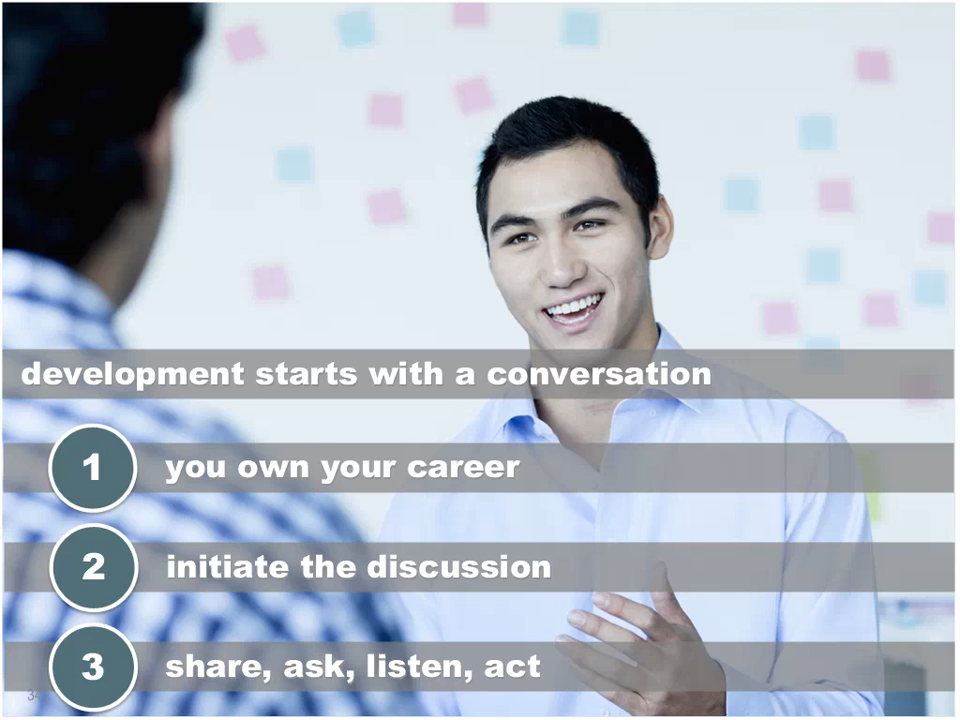 development starts with a conversation
1 you own your career
2 initiate the discussion
3 share, ask, listen, act